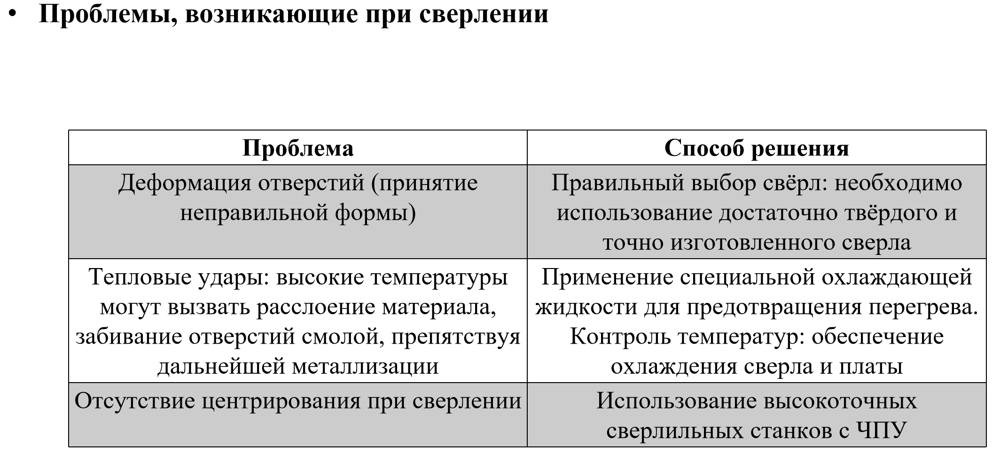 • Проблемы, возникающие при сверлении
Проблема
Способ решения
Деформация отверстий (принятие
неправильной формы)
Правильный выбор свёрл: необходимо
использование достаточно твёрдого и
точно изготовленного сверла
Тепловые удары: высокие температуры
могут вызвать расслоение материала,
забивание отверстий смолой, препятствуя
дальнейшей металлизации
Применение специальной охлаждающей
жидкости для предотвращения перегрева.
Контроль температур: обеспечение
охлаждения сверла и платы
Отсутствие центрирования при сверлении
Использование высокоточных
сверлильных станков с ЧПУ